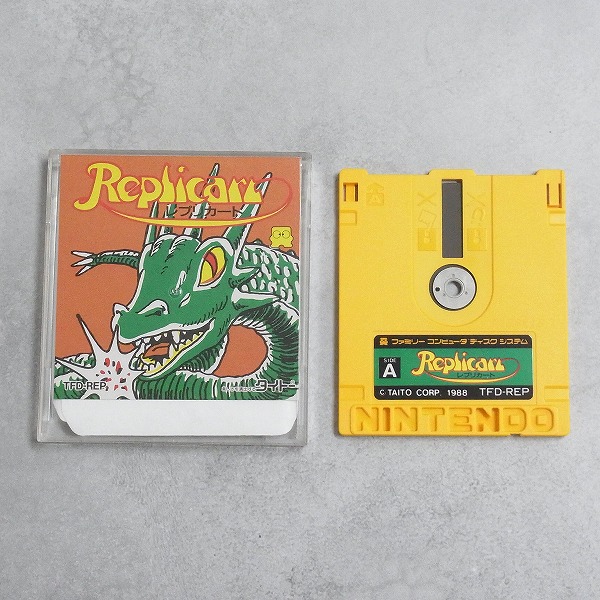 Replicart
レプリカート
TFD-REP
タイトー
ファミリー コンピュータ ディスク システム
SIDE
A
Replicart
レプリカート
© TAITO CORP. 1988 TFD-REP
NINTENDO